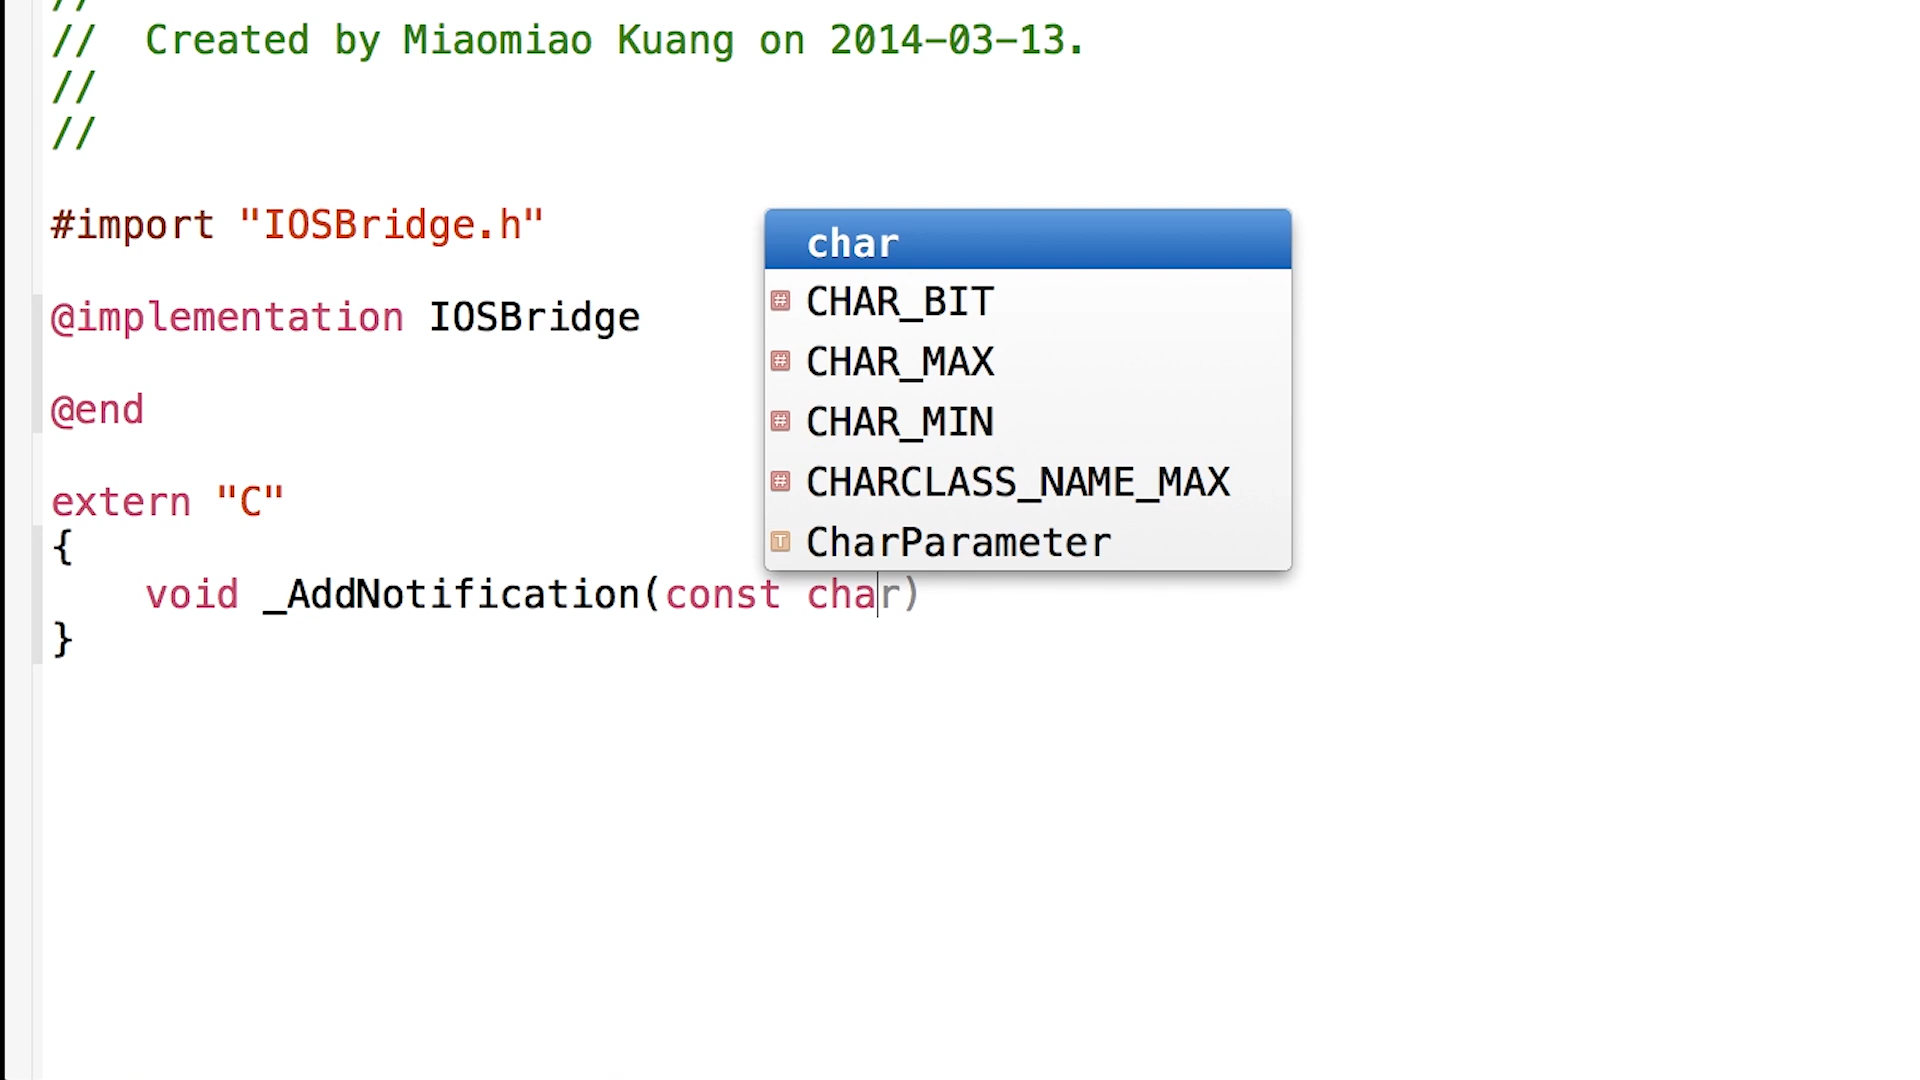 //
// Created by Miaomiao Kuang on 2014-03-13.
//
//
#import "IOSBridge.h"
@implementation IOSBridge
@end
extern "C"
{
void _AddNotification(const char)
}
char
CHAR_BIT
CHAR_MAX
CHAR_MIN
CHARCLASS_NAME_MAX
T CharParameter